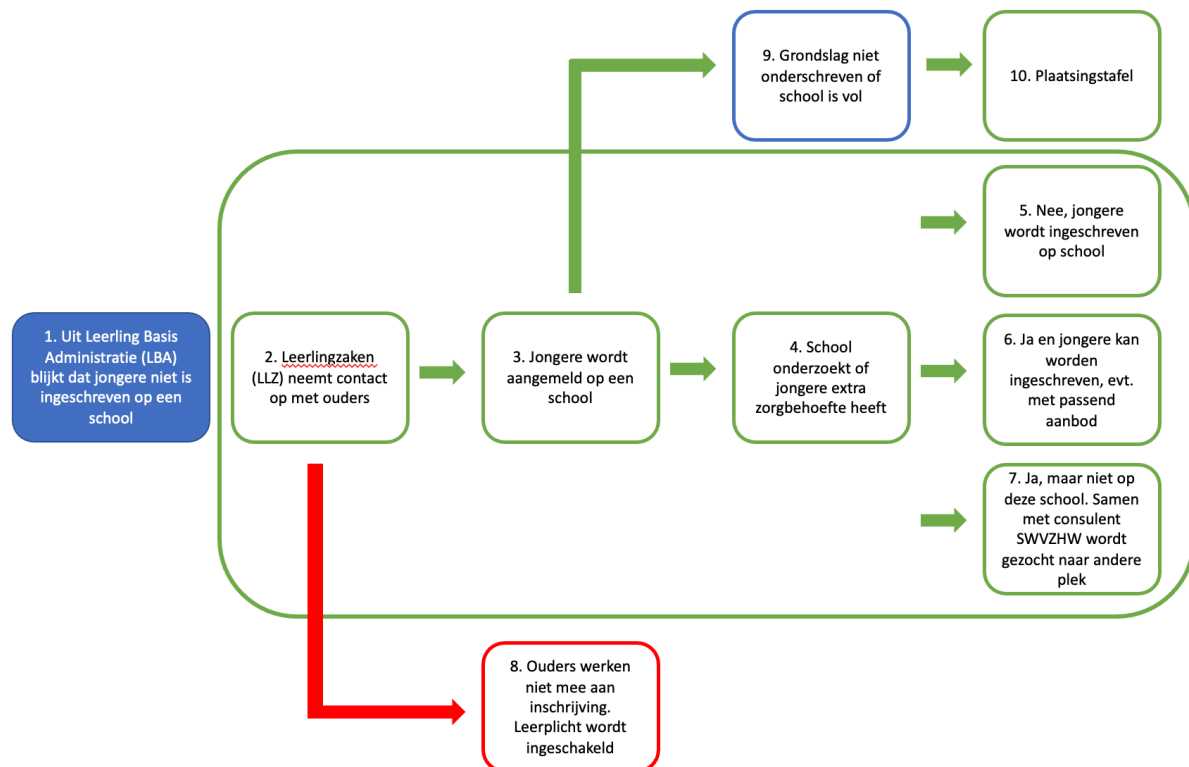 9. Grondslag niet
onderschreven of
school is vol
10. Plaatsingstafel
5. Nee, jongere
wordt ingeschreven
op school
1. Uit Leerling Basis
Administratie (LBA)
blijkt dat jongere niet is
ingeschreven op een
school
2. Leerlingzaken
(LLZ) neemt contact
op met ouders
3. Jongere wordt
aangemeld op een
school
4. School
onderzoekt of
jongere extra
zorgbehoefte heeft
6. Ja en jongere kan
worden
ingeschreven, evt.
met passend
aanbod
7. Ja, maar niet op
deze school. Samen
met consulent
SWVZHW wordt
gezocht naar andere
plek
8. Ouders werken
niet mee aan
inschrijving.
Leerplicht wordt
ingeschakeld